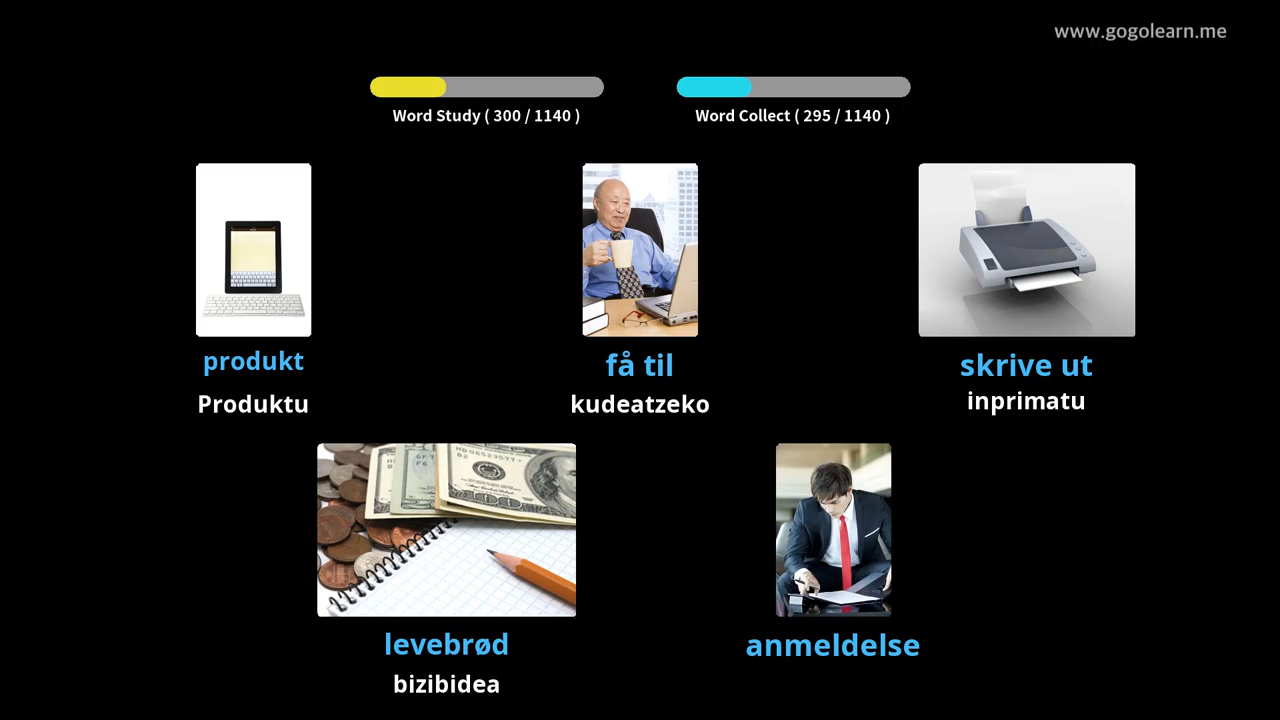 www.gogolearn.me
Word Study ( 300 / 1140 )
Word Collect ( 295 / 1140 )
produkt
Produktu
få til
kudeatzeko
skrive ut
inprimatu
levebrød
bizibidea
anmeldelse